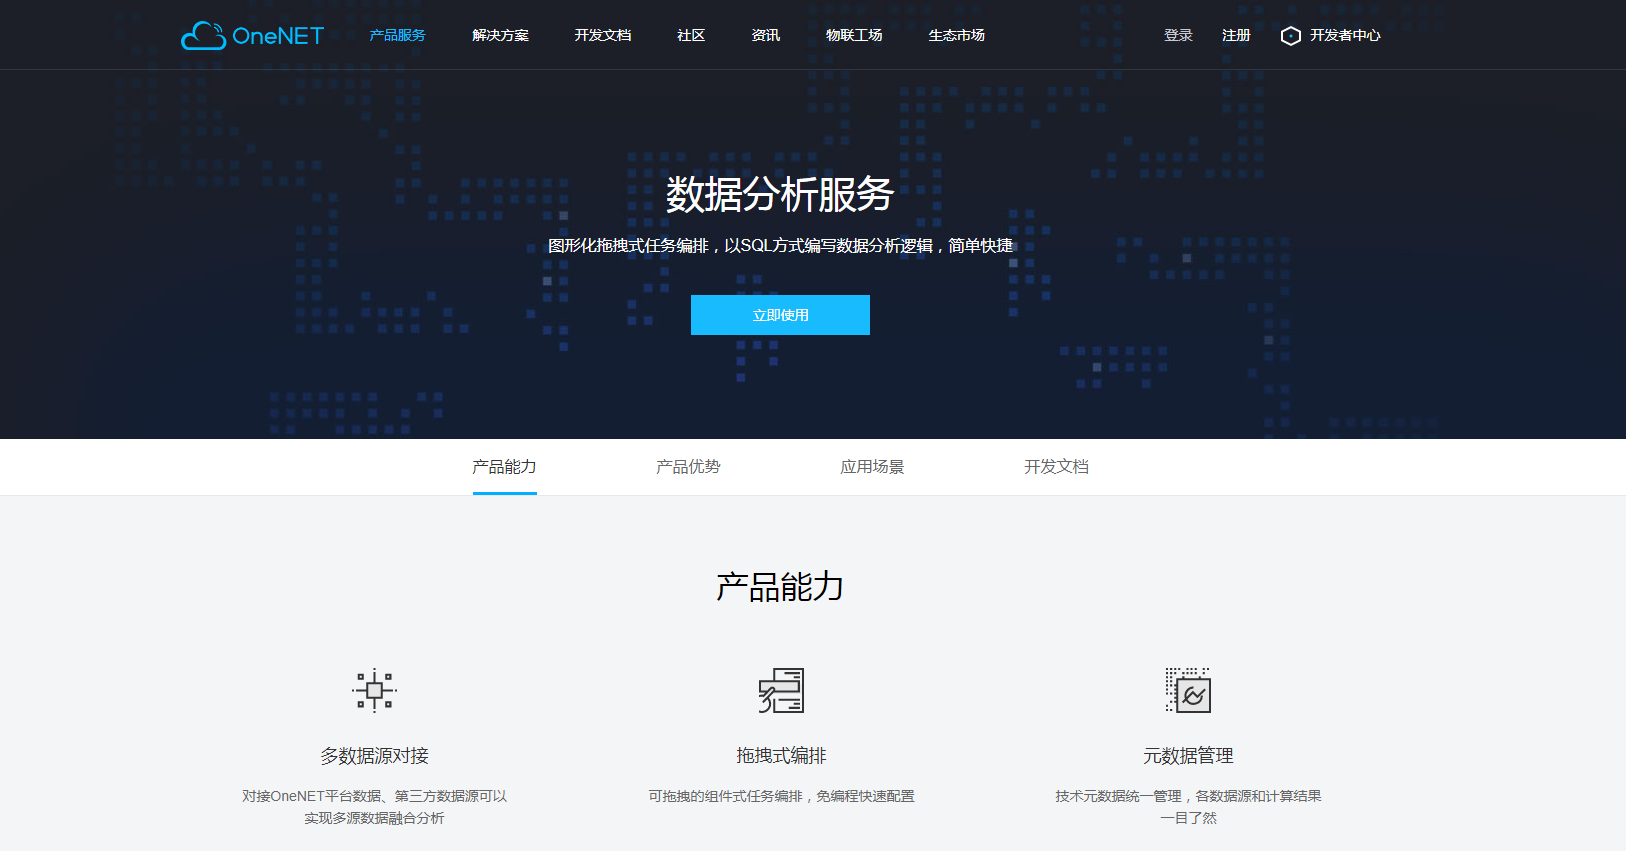 OneNET 产品服务 解决方案 开发文档 社区 资讯 物联工场 生态市场 登录 注册 开发者中心
数据分析服务
图形化拖拽式任务编排，以SQL方式编写数据分析逻辑，简单快捷
立即使用
产品能力 产品优势 应用场景 开发文档
产品能力
多数据源对接
对接OneNET平台数据、第三方数据源可以
实现多源数据融合分析
拖拽式编排
可拖拽的组件式任务编排，免编程快速配置
元数据管理
技术元数据统一管理，各数据源和计算结果
一目了然